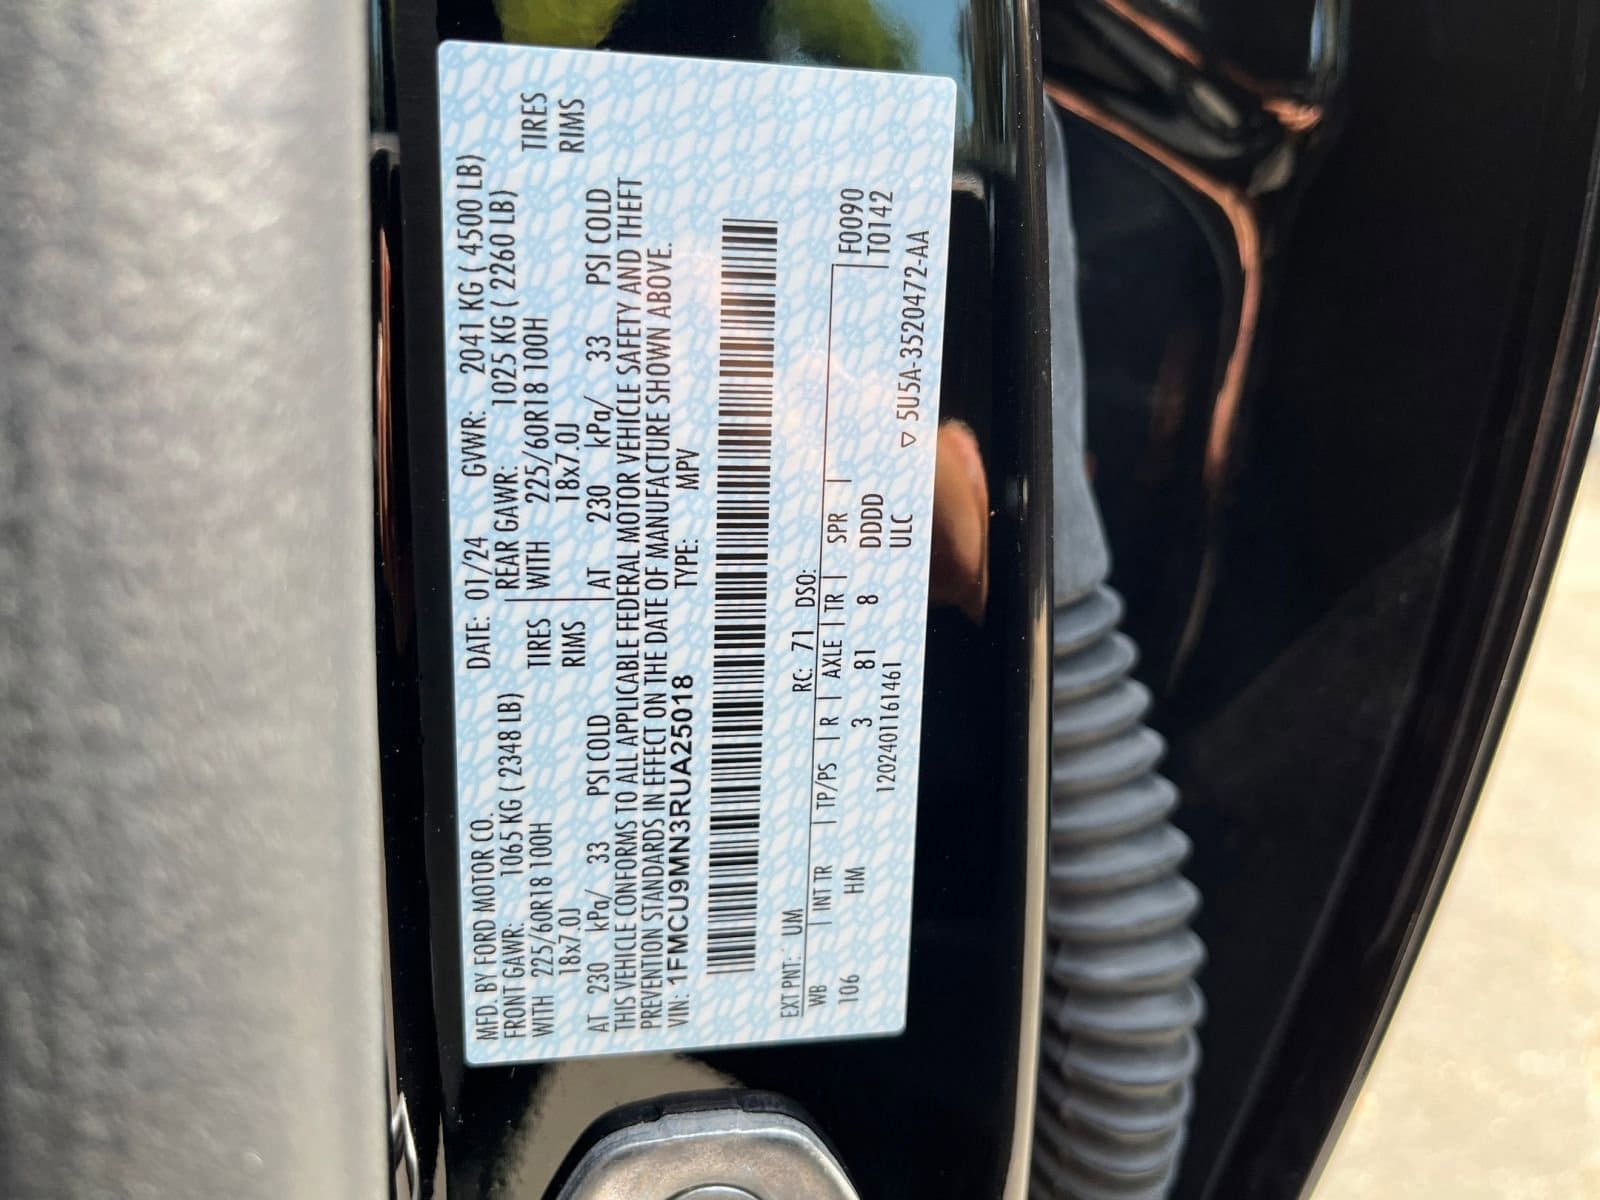 MFD. BY FORD MOTOR CO. DATE: 01/24 GVWR: 2041 KG ( 4500 LB)
FRONT GAWR: 1065 KG ( 2348 LB) REAR GAWR: 1025 KG ( 2260 LB)
WITH 225/60R18 100H TIRES WITH 225/60R18 100H TIRES
18x7.0J RIMS 18x7.0J RIMS
AT 230 kPa/ 33 PSI COLD AT 230 kPa/ 33 PSI COLD
THIS VEHICLE CONFORMS TO ALL APPLICABLE FEDERAL MOTOR VEHICLE SAFETY AND THEFT
PREVENTION STANDARDS IN EFFECT ON THE DATE OF MANUFACTURE SHOWN ABOVE.
VIN: 1FMCU9MN3RUA25018 TYPE: MPV
EXT PNT: UM RC: 71 DSO:
WB | INT TR | TP/PS | R | AXLE | TR | SPR | F0090
106 HM 3 81 8 DDDD T0142
1202401161461 ULC
▽ 5U5A-3520472-AA